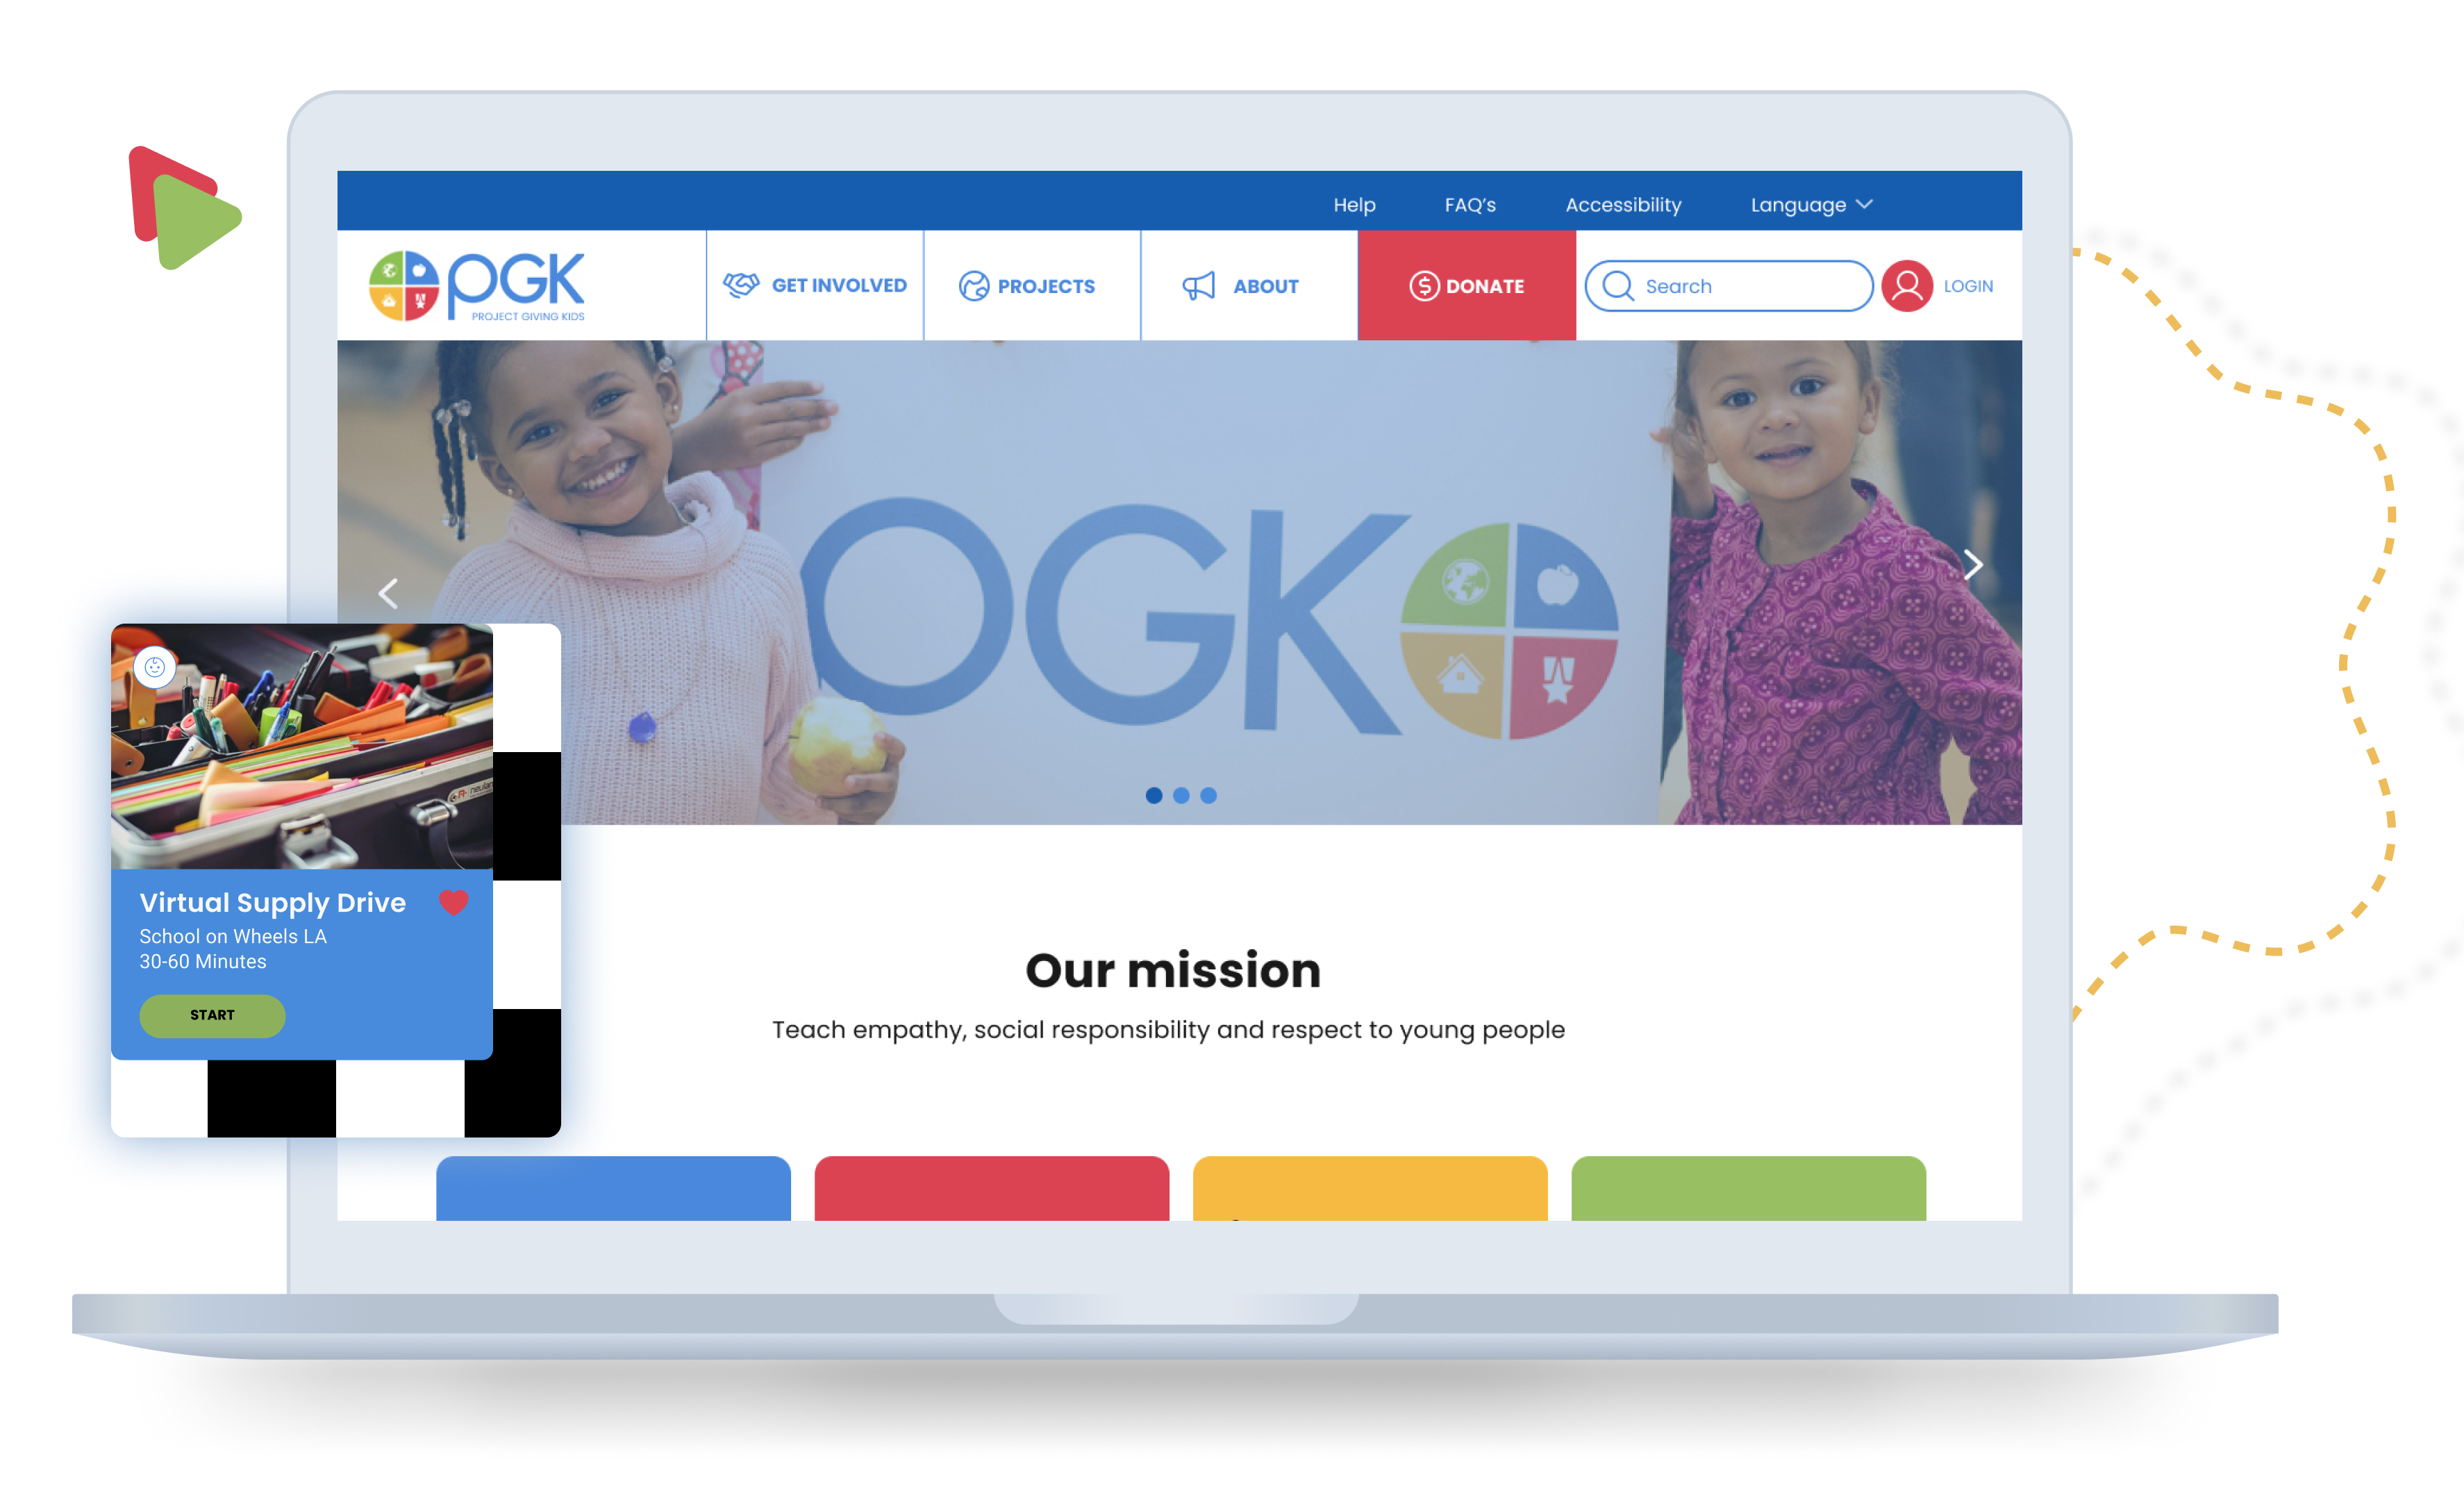 Help FAQ's Accessibility Language
PGK
PROJECT GIVING KIDS
GET INVOLVED
PROJECTS
ABOUT
DONATE
Search
LOGIN
PGK
Virtual Supply Drive
School on Wheels LA
30-60 Minutes
START
Our mission
Teach empathy, social responsibility and respect to young people